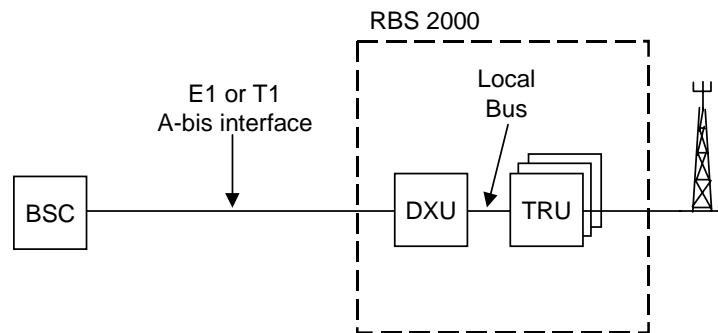 RBS 2000
E1 or T1
A-bis interface
Local
Bus
BSC
DXU
TRU